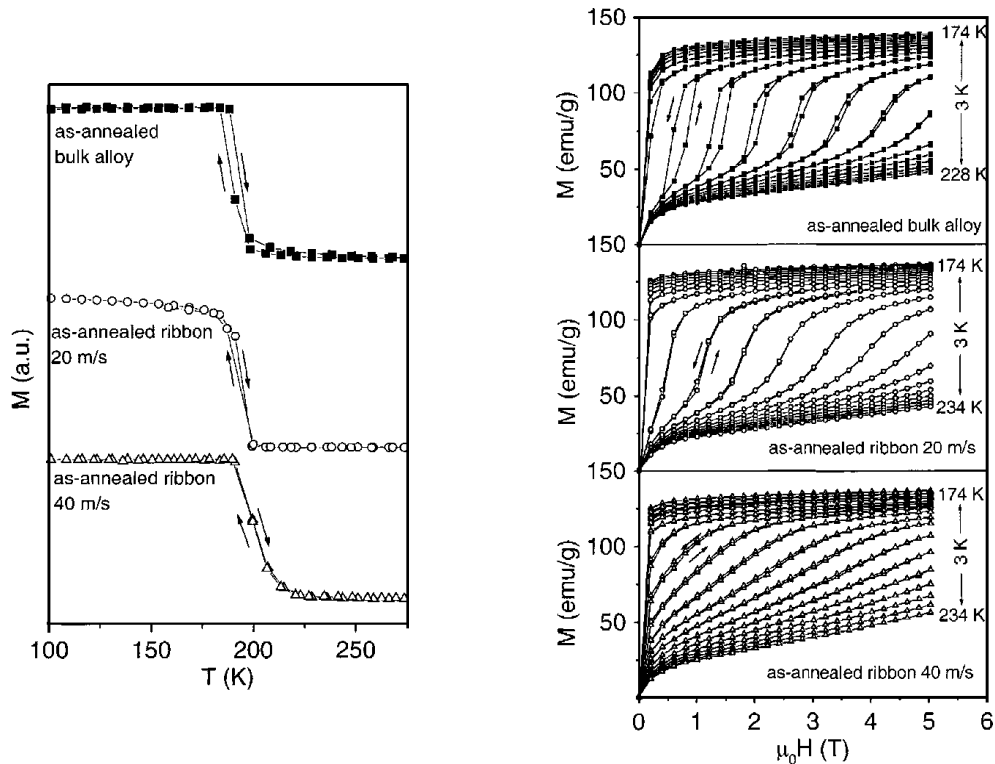 as-annealed
bulk alloy
as-annealed ribbon
20 m/s
as-annealed ribbon
40 m/s
M (a.u.)
100 150 200 250
T (K)
150
100
50
M (emu/g)
174 K
3 K
228 K
as-annealed bulk alloy
150
100
50
M (emu/g)
174 K
3 K
234 K
as-annealed ribbon 20 m/s
150
100
50
0
M (emu/g)
174 K
3 K
234 K
as-annealed ribbon 40 m/s
0 1 2 3 4 5 6
μ₀H (T)